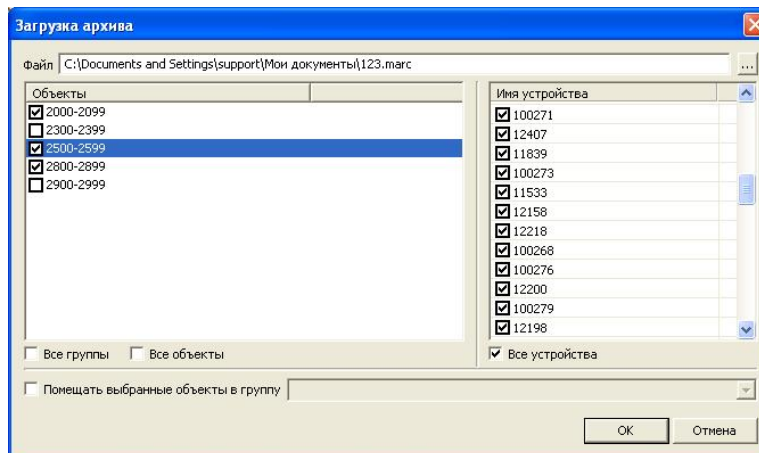 Загрузка архива
Файл C:\Documents and Settings\support\Мои документы\123.marc ...
Объекты
2000-2099
2300-2399
2500-2599
2800-2899
2900-2999
Имя устройства
100271
12407
11839
100273
11533
12158
12218
100268
100276
12200
100279
12198
Все группы Все объекты
Все устройства
Помещать выбранные объекты в группу
OK Отмена